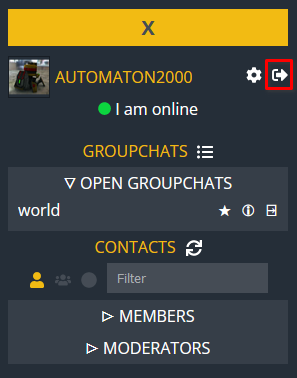 X
AUTOMATON2000
I am online
GROUPCHATS
▽ OPEN GROUPCHATS
world
CONTACTS
Filter
▷ MEMBERS
▷ MODERATORS